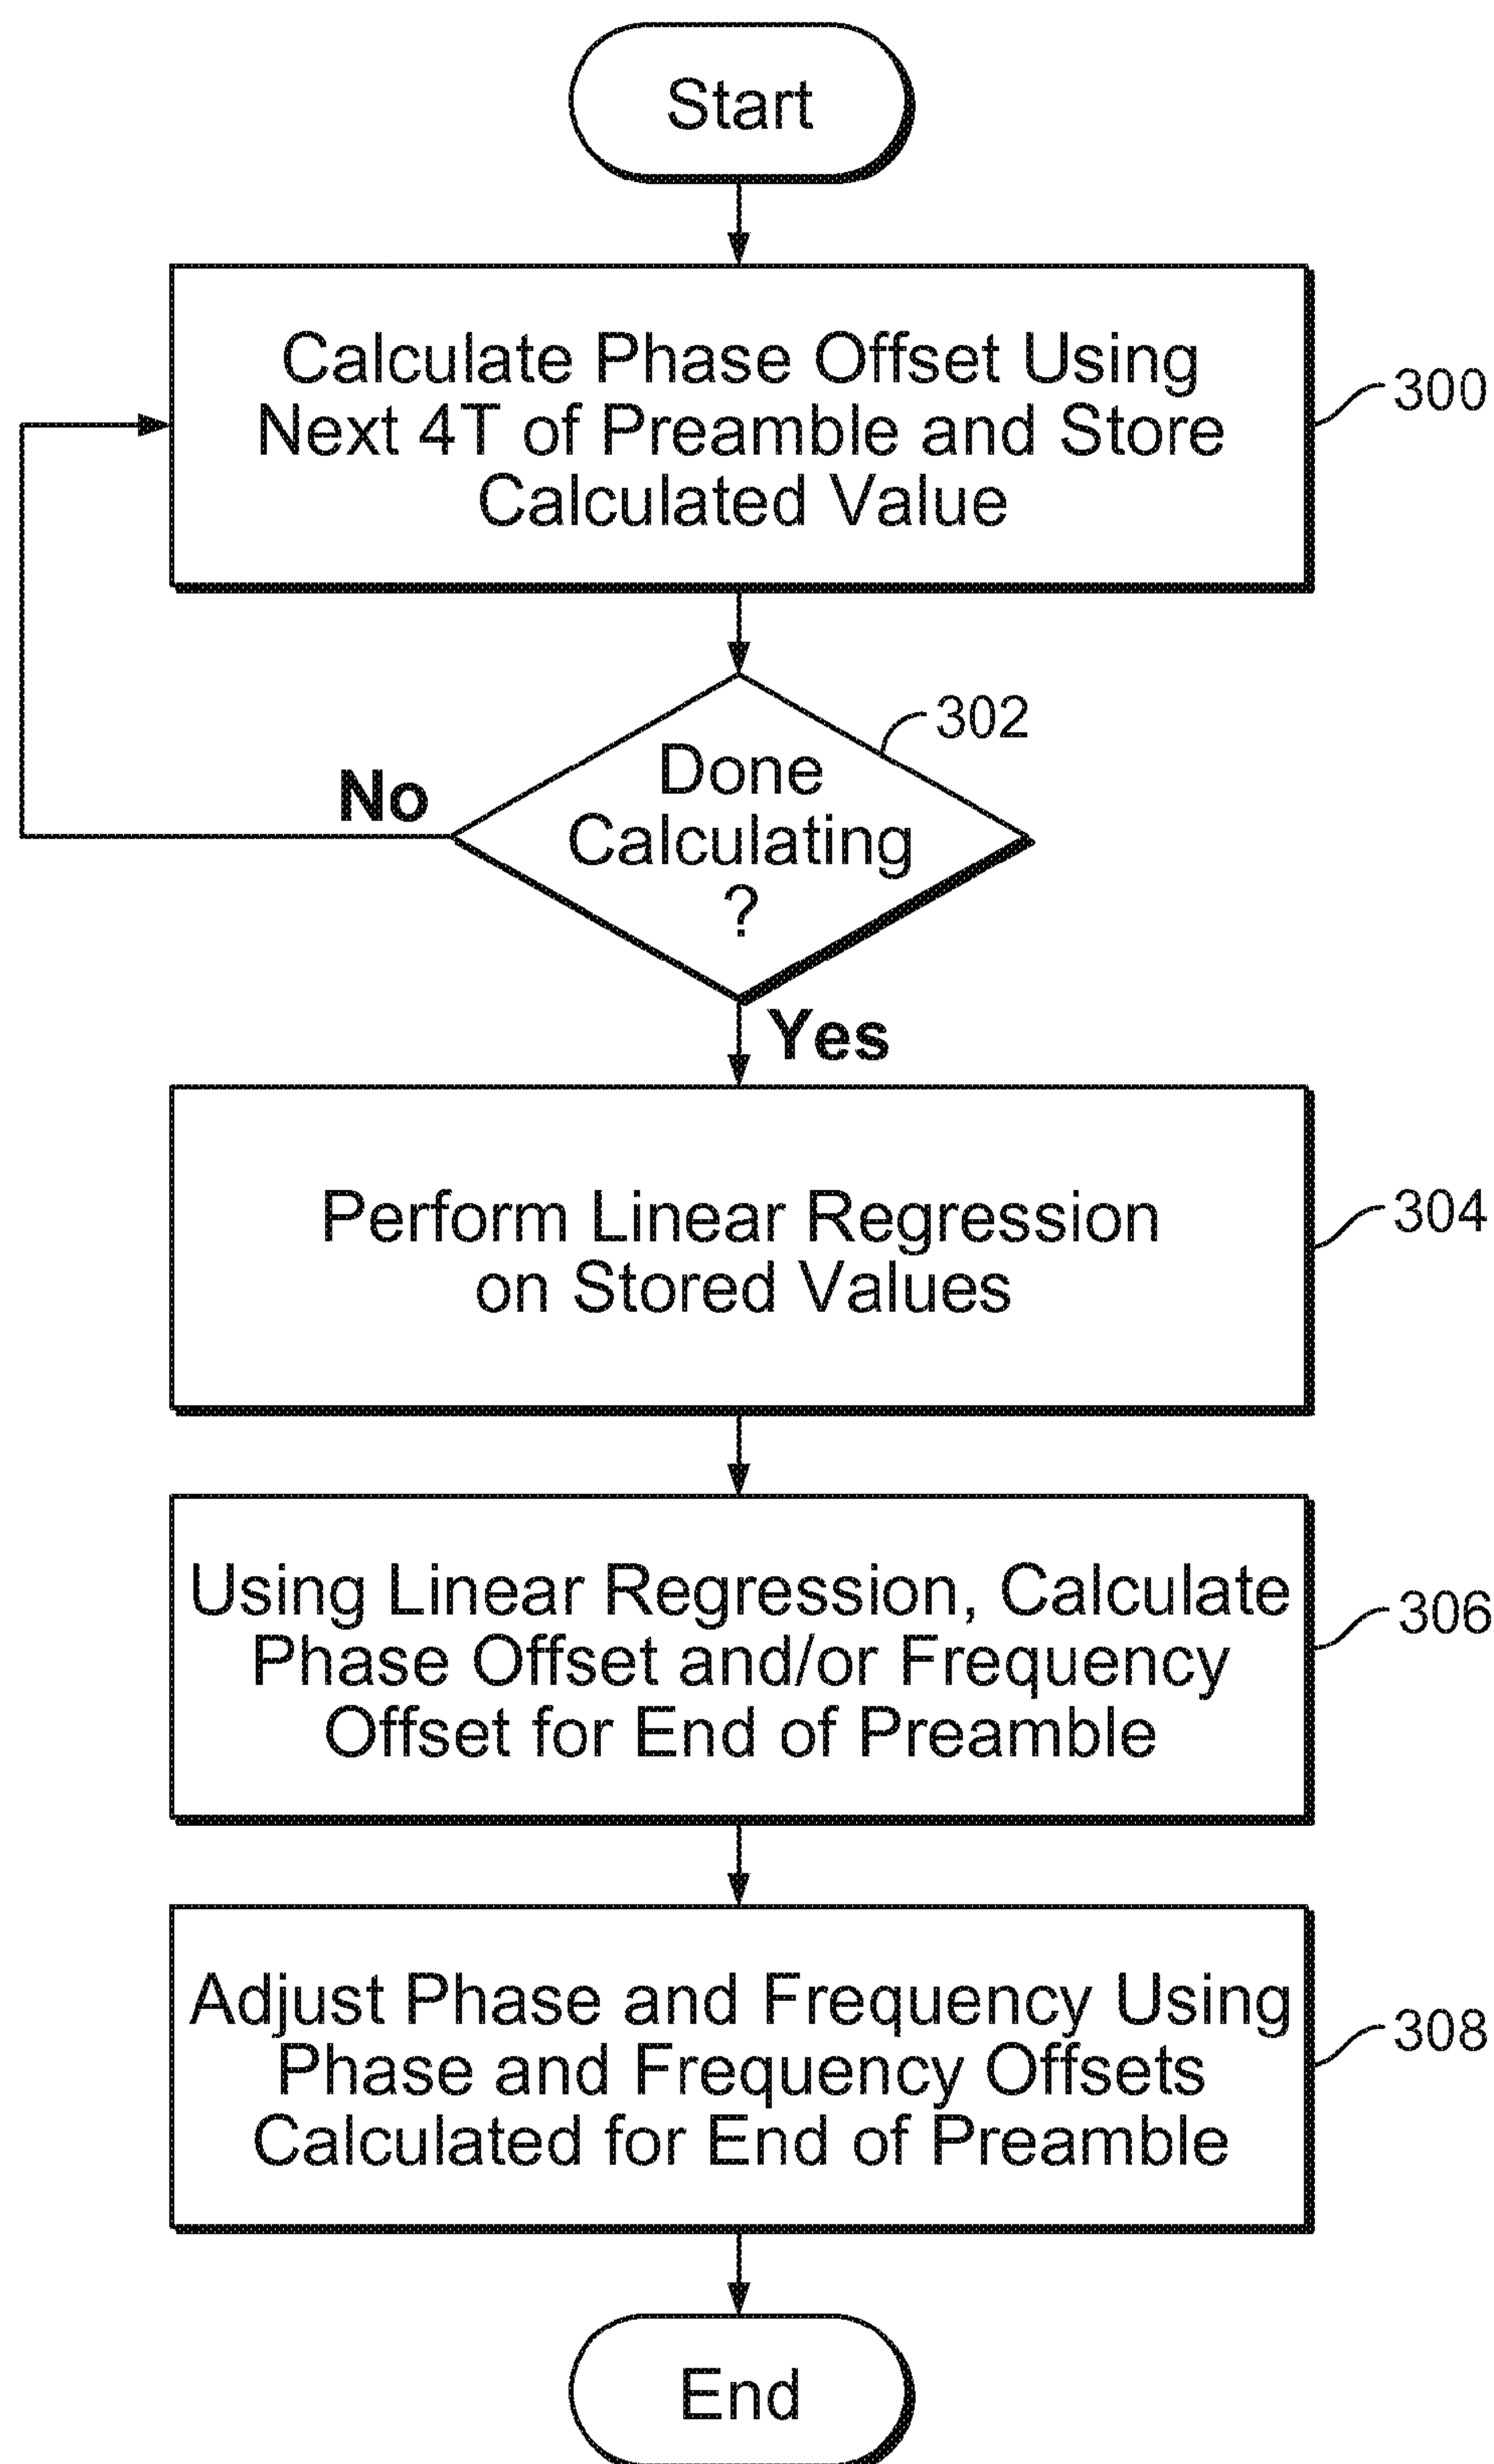 Start
Calculate Phase Offset Using
Next 4T of Preamble and Store
Calculated Value
300
302
Done
Calculating
?
No
Yes
Perform Linear Regression
on Stored Values
304
Using Linear Regression, Calculate
Phase Offset and/or Frequency
Offset for End of Preamble
306
Adjust Phase and Frequency Using
Phase and Frequency Offsets
Calculated for End of Preamble
308
End